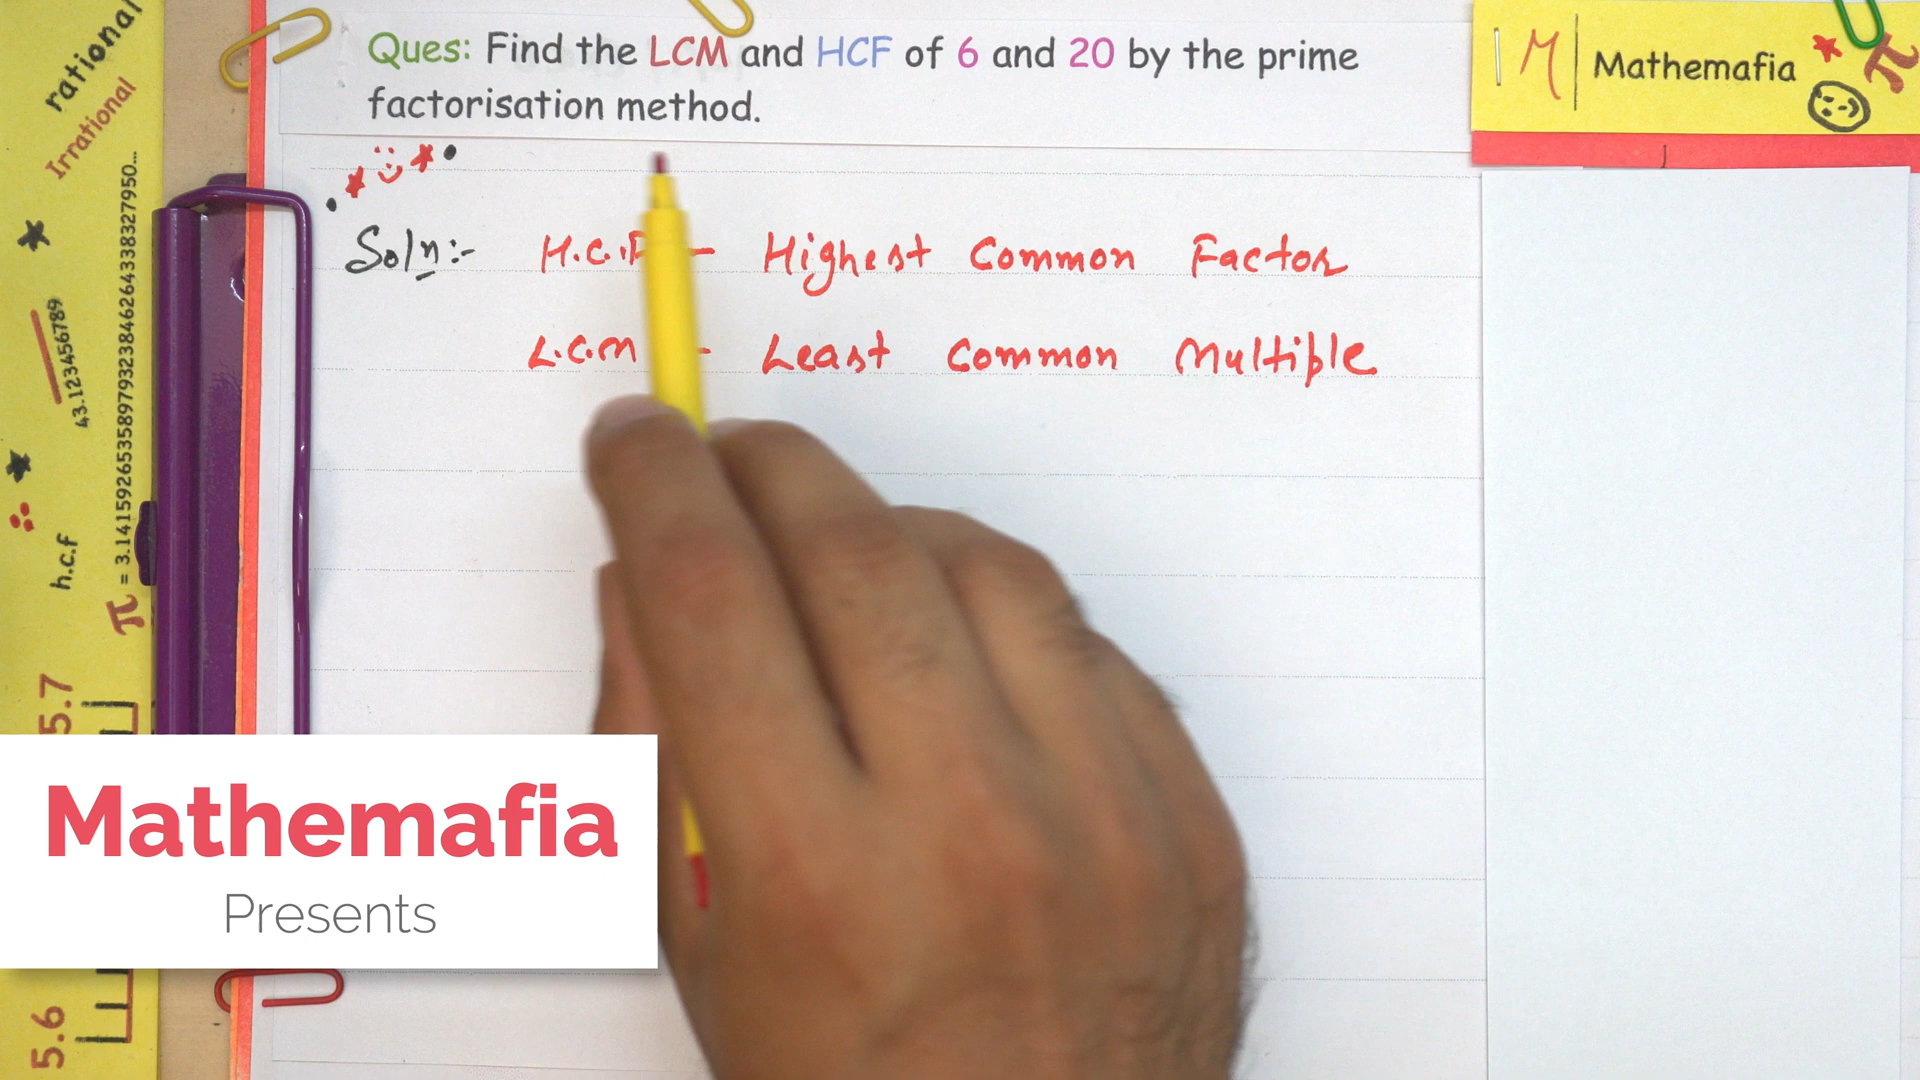 Ques: Find the LCM and HCF of 6 and 20 by the prime
factorisation method.
M Mathemafia π
Soln:- H.C.F - Highest Common Factor
L.C.M - Least Common Multiple
rational
Irrational
43.123456789
π = 3.14159265358979323846264338327950...
h.c.f
5.7
5.6
Mathemafia
Presents